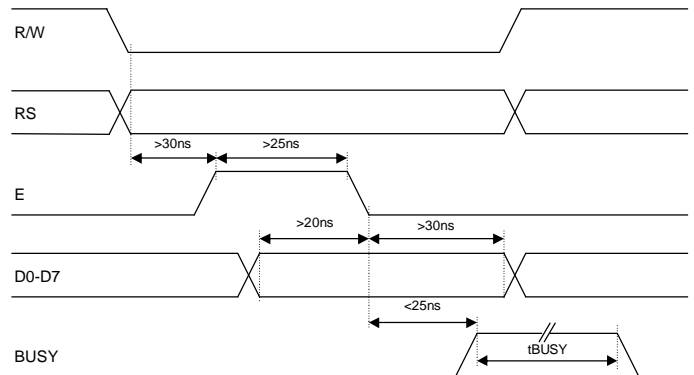 R/W
RS
>30ns >25ns
E
>20ns >30ns
D0-D7
<25ns
tBUSY
BUSY